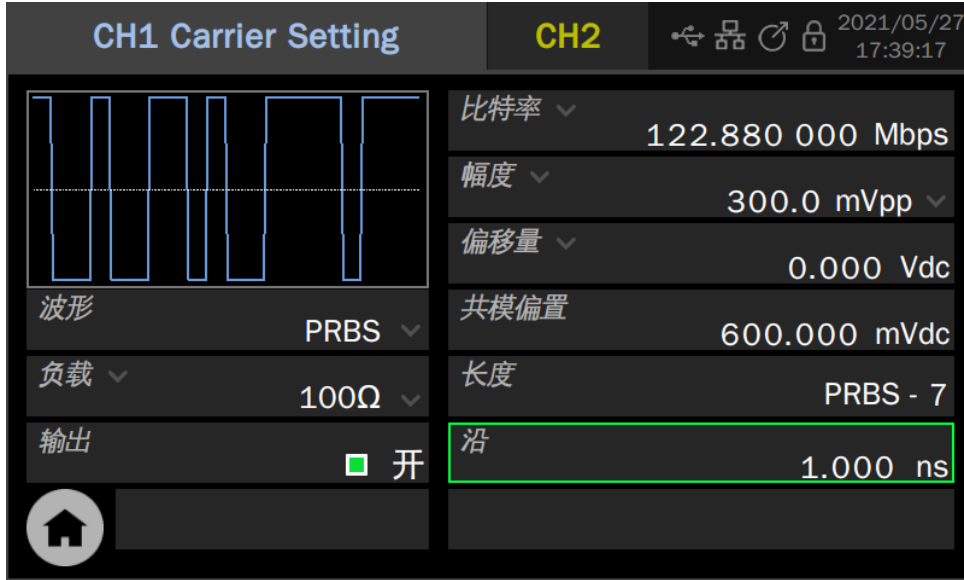 CH1 Carrier Setting
CH2
2021/05/27
17:39:17
比特率
122.880 000 Mbps
幅度
300.0 mVpp
偏移量
0.000 Vdc
波形
PRBS
共模偏置
600.000 mVdc
负载
100Ω
长度
PRBS - 7
输出
开
沿
1.000 ns